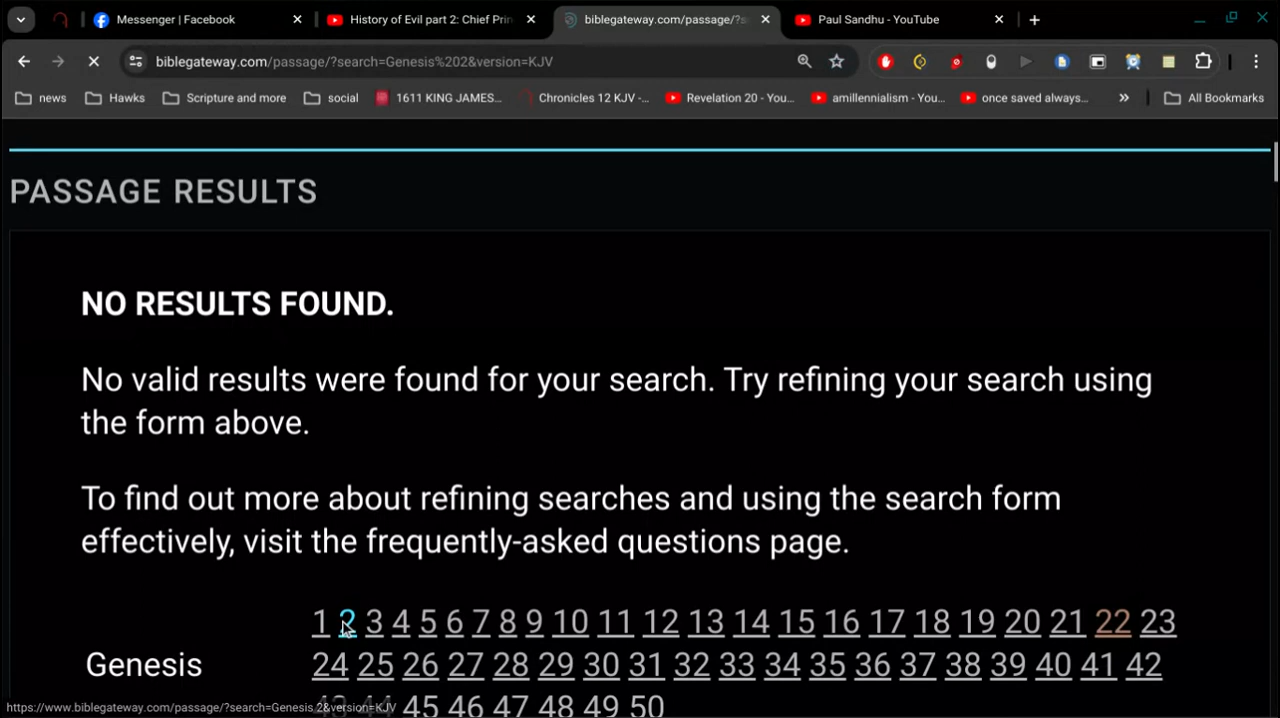 Messenger | Facebook
History of Evil part 2: Chief Prin
biblegateway.com/passage/?s
Paul Sandhu - YouTube
biblegateway.com/passage/?search=Genesis%202&version=KJV
news
Hawks
Scripture and more
social
1611 KING JAMES...
Chronicles 12 KJV -...
Revelation 20 - You...
amillennialism - You...
once saved always...
All Bookmarks
PASSAGE RESULTS
NO RESULTS FOUND.
No valid results were found for your search. Try refining your search using
the form above.
To find out more about refining searches and using the search form
effectively, visit the frequently-asked questions page.
1 2 3 4 5 6 7 8 9 10 11 12 13 14 15 16 17 18 19 20 21 22 23
Genesis 24 25 26 27 28 29 30 31 32 33 34 35 36 37 38 39 40 41 42
43 44 45 46 47 48 49 50
https://www.biblegateway.com/passage/?search=Genesis 2&version=KJV